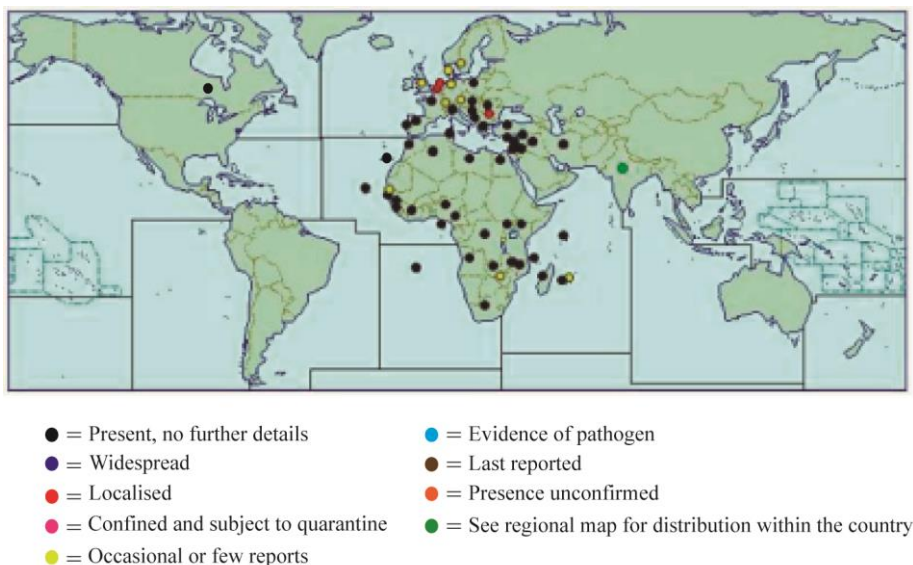 = Present, no further details
= Widespread
= Localised
= Confined and subject to quarantine
= Occasional or few reports
= Evidence of pathogen
= Last reported
= Presence unconfirmed
= See regional map for distribution within the country